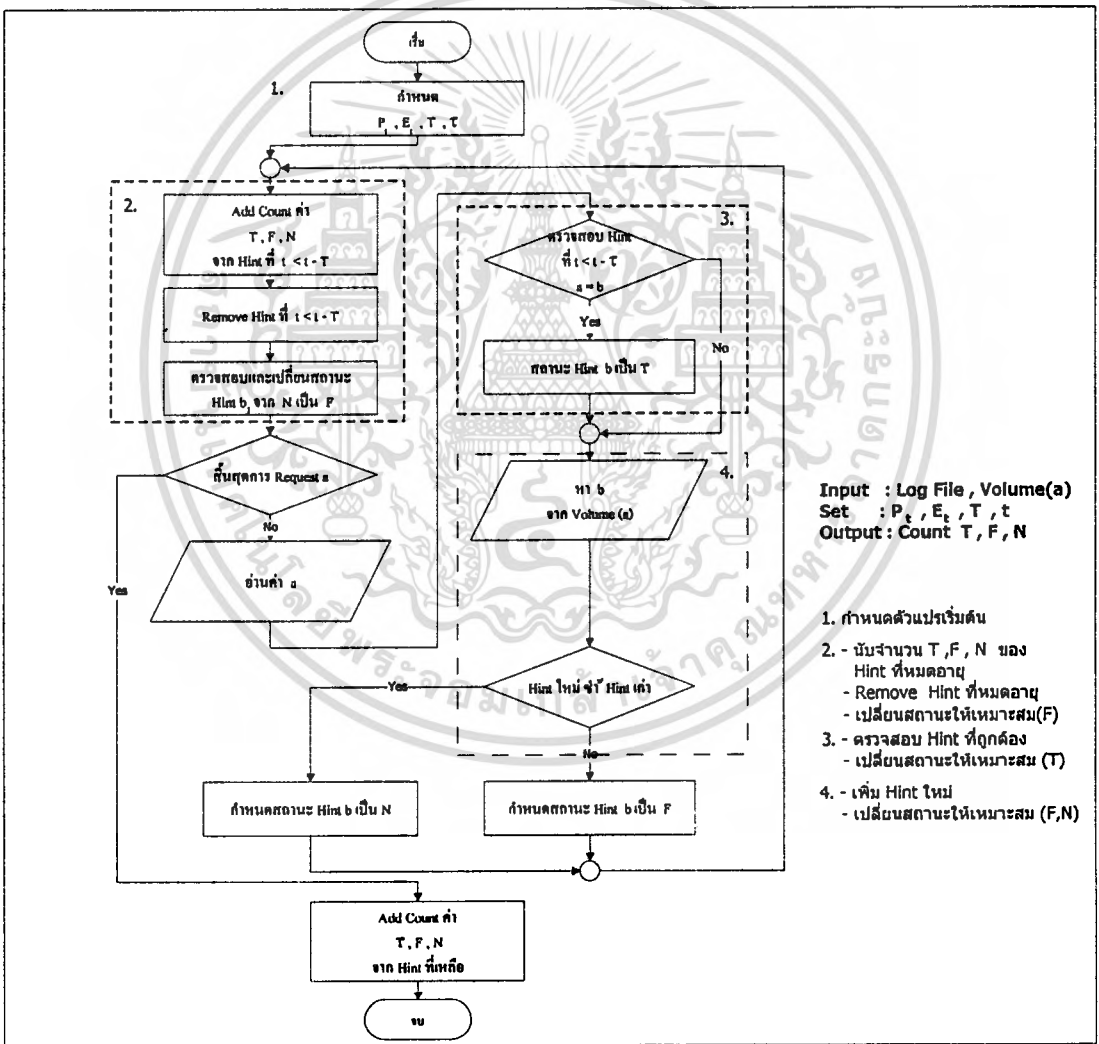 เริ่ม
1.
กำหนด
P , E , T , τ
2.
Add Count ค่า
T , F , N
จาก Hint ที่ t < t - T
Remove Hint ที่ t < t - T
ตรวจสอบและเปลี่ยนสถานะ
Hint b จาก N เป็น F
สิ้นสุดการ Request a
No
Yes
อ่านค่า a
3.
ตรวจสอบ Hint
ที่ t < t - τ
a = b
Yes
No
สถานะ Hint b เป็น T
4.
หา b
จาก Volume (a)
Hint ใหม่ ซ้ำ Hint เก่า
Yes
No
กำหนดสถานะ Hint b เป็น N
กำหนดสถานะ Hint b เป็น F
Add Count ค่า
T , F , N
จาก Hint ที่เหลือ
จบ
Input : Log File , Volume(a)
Set : Pt , Et , T , t
Output : Count T , F , N
1. กำหนดตัวแปรเริ่มต้น
2. - นับจำนวน T ,F , N ของ
Hint ที่หมดอายุ
- Remove Hint ที่หมดอายุ
- เปลี่ยนสถานะให้เหมาะสม(F)
3. - ตรวจสอบ Hint ที่ถูกต้อง
- เปลี่ยนสถานะให้เหมาะสม (T)
4. - เพิ่ม Hint ใหม่
- เปลี่ยนสถานะให้เหมาะสม (F,N)